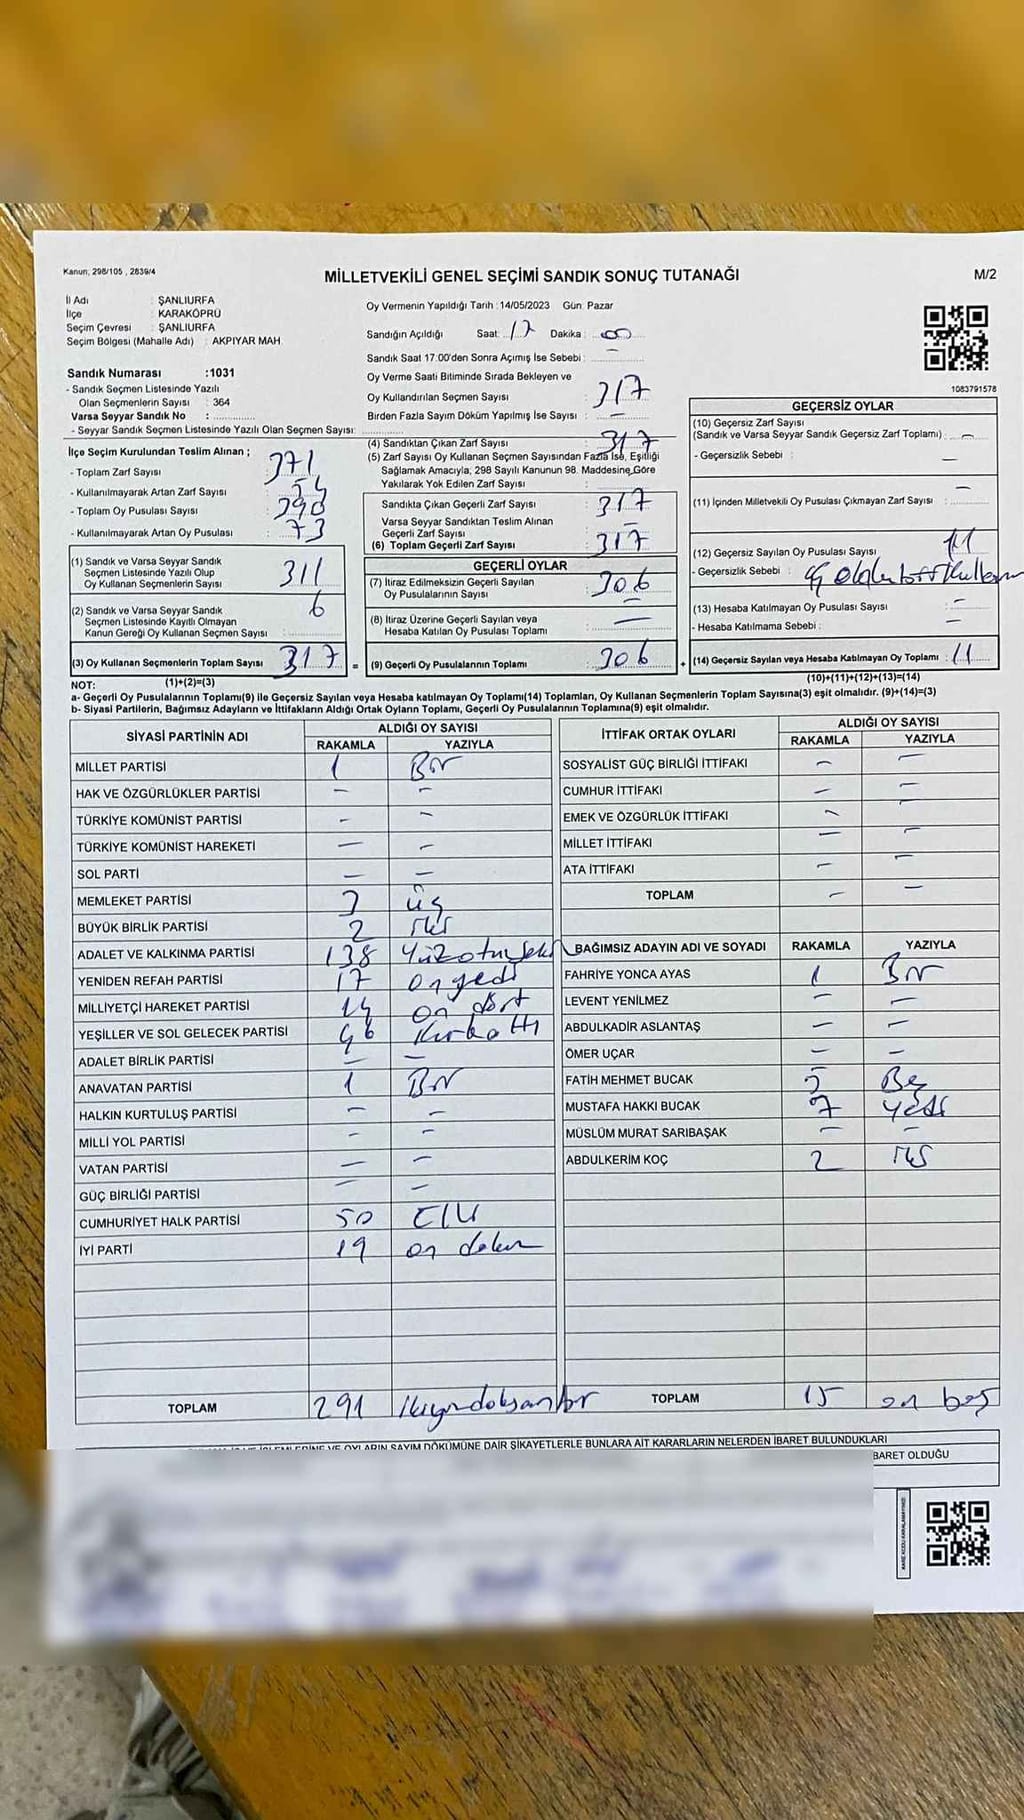 Kanun, 298/105 , 2839/4
MİLLETVEKİLİ GENEL SEÇİMİ SANDIK SONUÇ TUTANAĞI
M/2
İl Adı : ŞANLIURFA
İlçe : KARAKÖPRÜ
Seçim Çevresi : ŞANLIURFA
Seçim Bölgesi (Mahalle Adı) : AKPIYAR MAH.
Sandık Numarası :1031
- Sandık Seçmen Listesinde Yazılı
Olan Seçmenlerin Sayısı : 364
Varsa Seyyar Sandık No :
- Seyyar Sandık Seçmen Listesinde Yazılı Olan Seçmen Sayısı:
Oy Vermenin Yapıldığı Tarih : 14/05/2023 Gün: Pazar
Sandığın Açıldığı Saat: 17 Dakika : 00
Sandık Saat 17.00'den Sonra Açımış İse Sebebi : –
Oy Verme Saati Bitiminde Sırada Bekleyen ve
Oy Kullandırılan Seçmen Sayısı : 317
Birden Fazla Sayım Döküm Yapılmış İse Sayısı : –
1083791578
İlçe Seçim Kurulundan Teslim Alınan ;
- Toplam Zarf Sayısı : 371
- Kullanılmayarak Artan Zarf Sayısı : 54
- Toplam Oy Pusulası Sayısı : 390
- Kullanılmayarak Artan Oy Pusulası : 73
(1) Sandık ve Varsa Seyyar Sandık
Seçmen Listesinde Yazılı Olup
Oy Kullanan Seçmenlerin Sayısı : 311
(2) Sandık ve Varsa Seyyar Sandık
Seçmen Listesinde Kayıtlı Olmayan
Kanun Gereği Oy Kullanan Seçmen Sayısı : 6
(3) Oy Kullanan Seçmenlerin Toplam Sayısı : 317 =
(1)+(2)=(3)
(4) Sandıktan Çıkan Zarf Sayısı : 317
(5) Zarf Sayısı Oy Kullanan Seçmen Sayısından Fazla İse, Eşitliği
Sağlamak Amacıyla; 298 Sayılı Kanunun 98. Maddesine Göre
Yakılarak Yok Edilen Zarf Sayısı :
Sandıkta Çıkan Geçerli Zarf Sayısı : 317
Varsa Seyyar Sandıktan Teslim Alınan
Geçerli Zarf Sayısı : –
(6) Toplam Geçerli Zarf Sayısı : 317
GEÇERLİ OYLAR
(7) İtiraz Edilmeksizin Geçerli Sayılan
Oy Pusulalarının Sayısı : 306
(8) İtiraz Üzerine Geçerli Sayılan veya
Hesaba Katılan Oy Pusulası Toplamı : –
(9) Geçerli Oy Pusulalarının Toplamı : 306 +
GEÇERSİZ OYLAR
(10) Geçersiz Zarf Sayısı
(Sandık ve Varsa Seyyar Sandık Geçersiz Zarf Toplamı) : –
- Geçersizlik Sebebi : –
(11) İçinden Milletvekili Oy Pusulası Çıkmayan Zarf Sayısı : –
(12) Geçersiz Sayılan Oy Pusulası Sayısı : 11
- Geçersizlik Sebebi :
(13) Hesaba Katılmayan Oy Pusulası Sayısı : –
- Hesaba Katılmama Sebebi : –
(14) Geçersiz Sayılan veya Hesaba Katılmayan Oy Toplamı : 11
(10)+(11)+(12)+(13)=(14)
NOT:
a- Geçerli Oy Pusulalarının Toplamı(9) ile Geçersiz Sayılan veya Hesaba katılmayan Oy Toplamı(14) Toplamları, Oy Kullanan Seçmenlerin Toplam Sayısına(3) eşit olmalıdır. (9)+(14)=(3)
b- Siyasi Partilerin, Bağımsız Adayların ve İttifakların Aldığı Ortak Oyların Toplamı, Geçerli Oy Pusulalarının Toplamına(9) eşit olmalıdır.
SİYASİ PARTİNİN ADI ALDIĞI OY SAYISI
RAKAMLA YAZIYLA
MİLLET PARTİSİ 1 Bir
HAK VE ÖZGÜRLÜKLER PARTİSİ – –
TÜRKİYE KOMÜNİST PARTİSİ – –
TÜRKİYE KOMÜNİST HAREKETİ – –
SOL PARTİ – –
MEMLEKET PARTİSİ 3 üç
BÜYÜK BİRLİK PARTİSİ 2 iki
ADALET VE KALKINMA PARTİSİ 138 Yüzotuzsekiz
YENİDEN REFAH PARTİSİ 17 on yedi
MİLLİYETÇİ HAREKET PARTİSİ 14 on dört
YEŞİLLER VE SOL GELECEK PARTİSİ 46 Kırk altı
ADALET BİRLİK PARTİSİ – –
ANAVATAN PARTİSİ 1 Bir
HALKIN KURTULUŞ PARTİSİ – –
MİLLİ YOL PARTİSİ – –
VATAN PARTİSİ – –
GÜÇ BİRLİĞİ PARTİSİ – –
CUMHURİYET HALK PARTİSİ 50 Elli
İYİ PARTİ 19 on dokuz
TOPLAM 291 ikiyüzdoksanbir
İTTİFAK ORTAK OYLARI ALDIĞI OY SAYISI
RAKAMLA YAZIYLA
SOSYALİST GÜÇ BİRLİĞİ İTTİFAKI – –
CUMHUR İTTİFAKI – –
EMEK VE ÖZGÜRLÜK İTTİFAKI – –
MİLLET İTTİFAKI – –
ATA İTTİFAKI – –
TOPLAM – –
BAĞIMSIZ ADAYIN ADI VE SOYADI RAKAMLA YAZIYLA
FAHRİYE YONCA AYAS 1 Bir
LEVENT YENİLMEZ – –
ABDULKADİR ASLANTAŞ – –
ÖMER UÇAR – –
FATİH MEHMET BUCAK 5 Beş
MUSTAFA HAKKI BUCAK 7 yedi
MÜSLÜM MURAT SARIBAŞAK – –
ABDULKERİM KOÇ 2 iki
TOPLAM 15 on beş
VE OYLARIN SAYIM DÖKÜMÜNE DAİR ŞİKAYETLERLE BUNLARA AİT KARARLARIN NELERDEN İBARET BULUNDUKLARI
BARET OLDUĞU